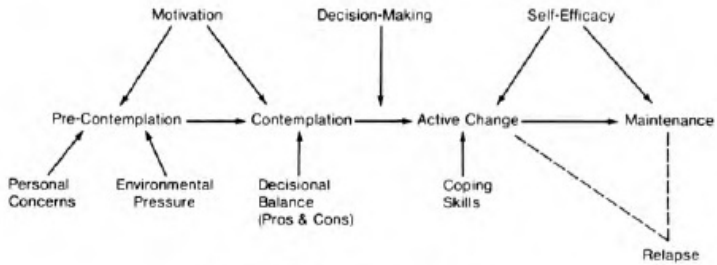 Motivation
Decision-Making
Self-Efficacy
Pre-Contemplation
Contemplation
Active Change
Maintenance
Personal
Concerns
Environmental
Pressure
Decisional
Balance
(Pros & Cons)
Coping
Skills
Relapse